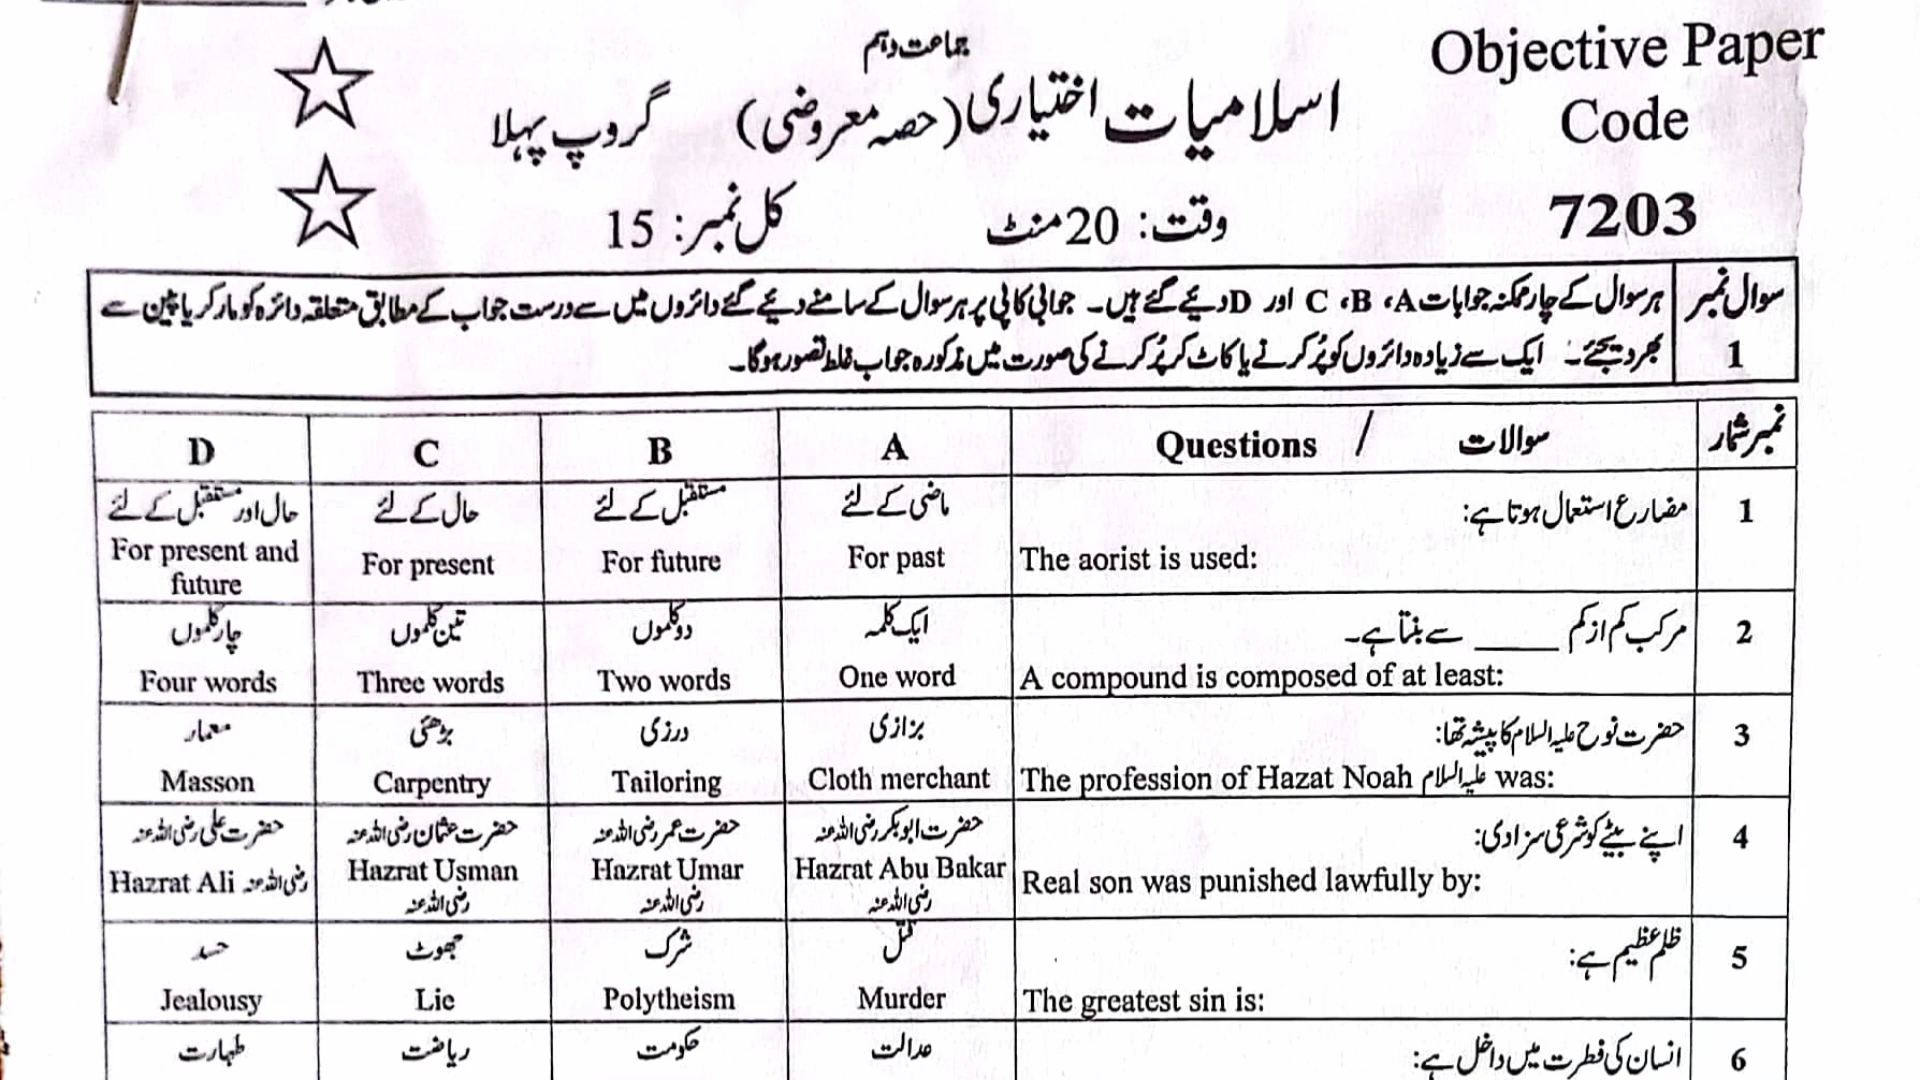 جماعت دہم
اسلامیات اختیاری (حصہ معروضی) گروپ پہلا
Objective Paper
Code
7203
وقت: 20 منٹ کل نمبر: 15
سوال نمبر 1
ہر سوال کے چار ممکنہ جوابات A، B، C اور D دیئے گئے ہیں۔ جوابی کاپی پر ہر سوال کے سامنے دیئے گئے دائروں میں سے درست جواب کے مطابق متعلقہ دائرہ کو مارکر یا پین سے
بھر دیجئے۔ ایک سے زیادہ دائروں کو پُر کرنے یا کاٹ کر پُر کرنے کی صورت میں مذکورہ جواب غلط تصور ہوگا۔
نمبر شمار سوالات / Questions A B C D
1 مضارع استعمال ہوتا ہے: ماضی کے لئے مستقبل کے لئے حال کے لئے حال اور مستقبل کے لئے
The aorist is used: For past For future For present For present and
future
2 مرکب کم از کم ______ سے بنتا ہے۔ ایک کلمہ دو کلموں تین کلموں چار کلموں
A compound is composed of at least: One word Two words Three words Four words
3 حضرت نوح علیہ السلام کا پیشہ تھا: بزازی درزی بڑھئی معمار
The profession of Hazat Noah علیہ السلام was: Cloth merchant Tailoring Carpentry Masson
4 اپنے بیٹے کو شرعی سزا دی: حضرت ابوبکر رضی اللہ عنہ حضرت عمر رضی اللہ عنہ حضرت عثمان رضی اللہ عنہ حضرت علی رضی اللہ عنہ
Real son was punished lawfully by: Hazrat Abu Bakar رضی اللہ عنہ Hazrat Umar رضی اللہ عنہ Hazrat Usman رضی اللہ عنہ Hazrat Ali رضی اللہ عنہ
5 ظلم عظیم ہے: قتل شرک جھوٹ حسد
The greatest sin is: Murder Polytheism Lie Jealousy
6 انسان کی فطرت میں داخل ہے: عدالت حکومت ریاضت طہارت